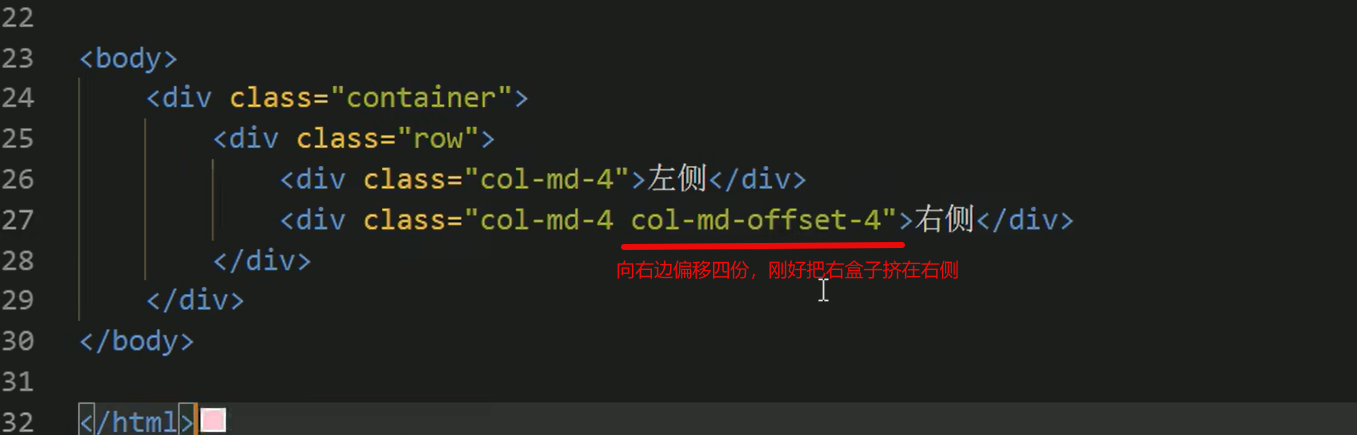 22
23 <body>
24 <div class="container">
25 <div class="row">
26 <div class="col-md-4">左侧</div>
27 <div class="col-md-4 col-md-offset-4">右侧</div>
28 </div>
向右边偏移四份，刚好把右盒子挤在右侧
29 </div>
30 </body>
31
32 </html>